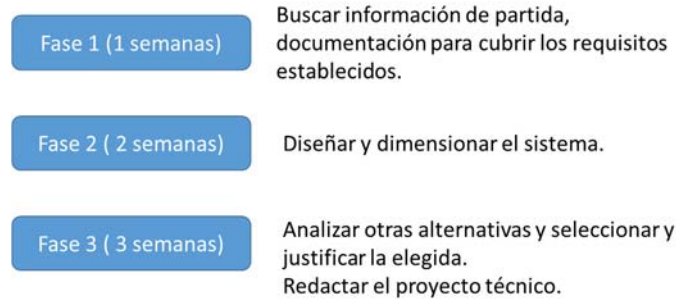 Fase 1 (1 semanas)
Buscar información de partida,
documentación para cubrir los requisitos
establecidos.
Fase 2 ( 2 semanas)
Diseñar y dimensionar el sistema.
Fase 3 ( 3 semanas)
Analizar otras alternativas y seleccionar y
justificar la elegida.
Redactar el proyecto técnico.